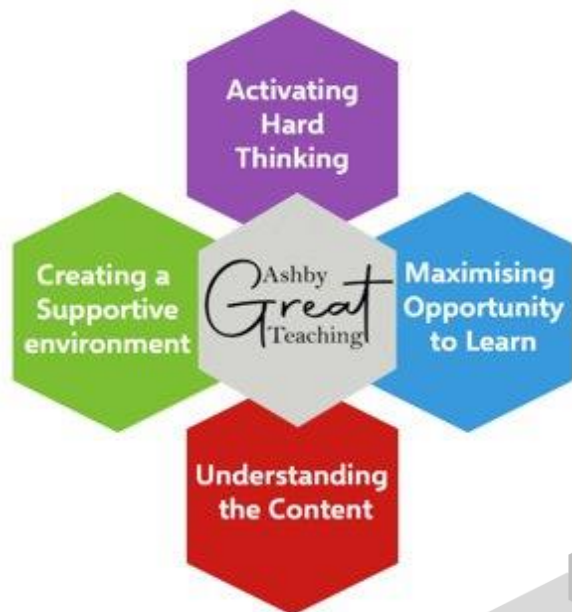 Activating
Hard
Thinking
Creating a
Supportive
environment
Ashby
Great
Teaching
Maximising
Opportunity
to Learn
Understanding
the Content